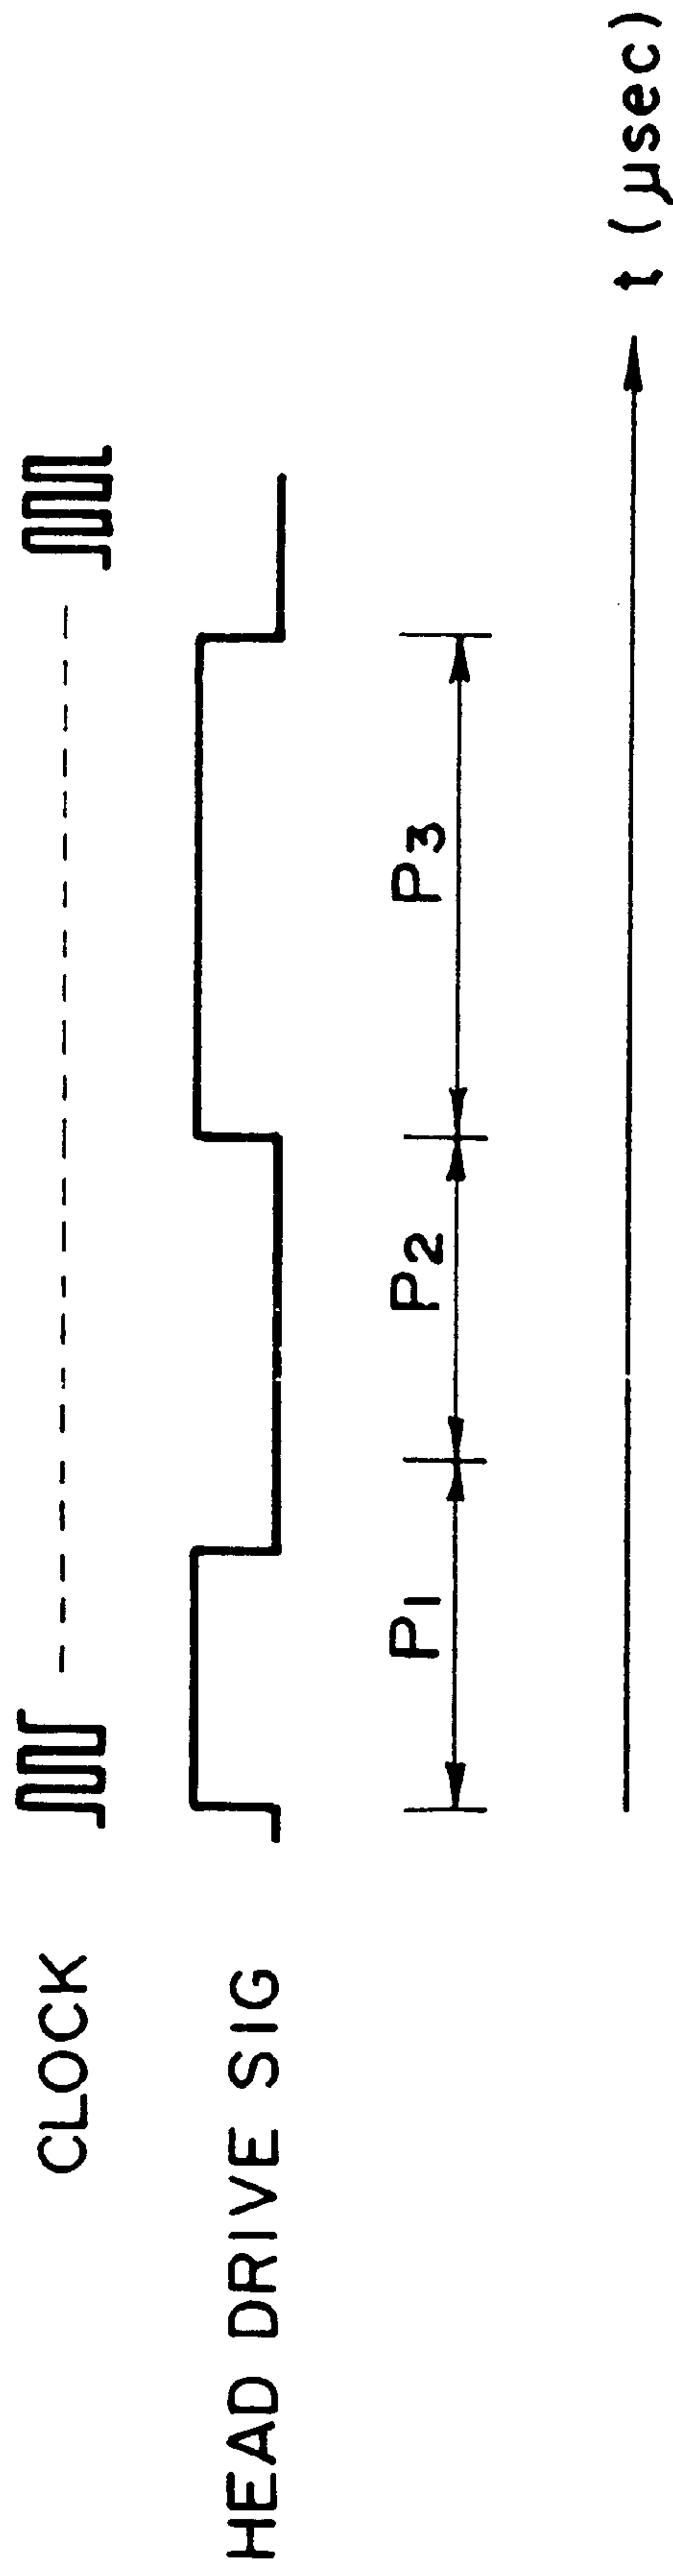 CLOCK
HEAD DRIVE SIG
P1
P2
P3
t (µsec)